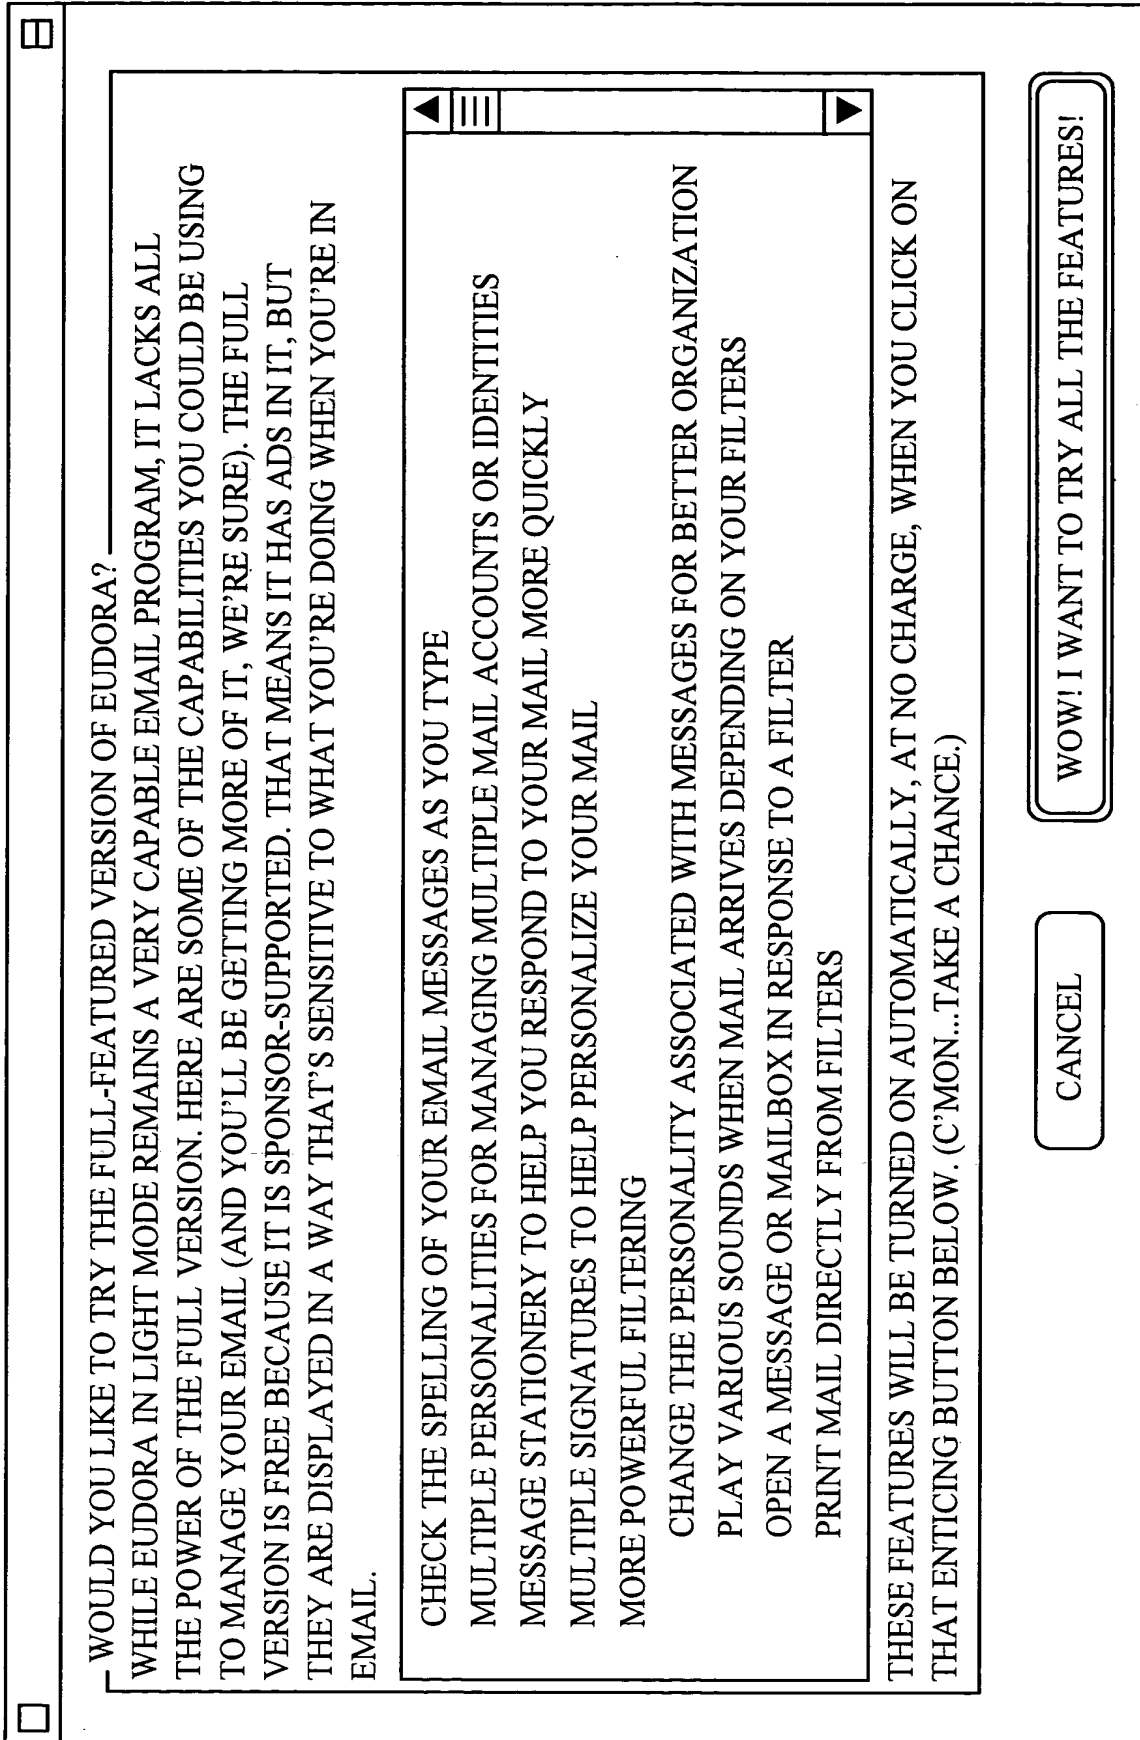 WOULD YOU LIKE TO TRY THE FULL-FEATURED VERSION OF EUDORA?
WHILE EUDORA IN LIGHT MODE REMAINS A VERY CAPABLE EMAIL PROGRAM, IT LACKS ALL
THE POWER OF THE FULL VERSION. HERE ARE SOME OF THE CAPABILITIES YOU COULD BE USING
TO MANAGE YOUR EMAIL (AND YOU'LL BE GETTING MORE OF IT, WE'RE SURE). THE FULL
VERSION IS FREE BECAUSE IT IS SPONSOR-SUPPORTED. THAT MEANS IT HAS ADS IN IT, BUT
THEY ARE DISPLAYED IN A WAY THAT'S SENSITIVE TO WHAT YOU'RE DOING WHEN YOU'RE IN
EMAIL.
CHECK THE SPELLING OF YOUR EMAIL MESSAGES AS YOU TYPE
MULTIPLE PERSONALITIES FOR MANAGING MULTIPLE MAIL ACCOUNTS OR IDENTITIES
MESSAGE STATIONERY TO HELP YOU RESPOND TO YOUR MAIL MORE QUICKLY
MULTIPLE SIGNATURES TO HELP PERSONALIZE YOUR MAIL
MORE POWERFUL FILTERING
CHANGE THE PERSONALITY ASSOCIATED WITH MESSAGES FOR BETTER ORGANIZATION
PLAY VARIOUS SOUNDS WHEN MAIL ARRIVES DEPENDING ON YOUR FILTERS
OPEN A MESSAGE OR MAILBOX IN RESPONSE TO A FILTER
PRINT MAIL DIRECTLY FROM FILTERS
THESE FEATURES WILL BE TURNED ON AUTOMATICALLY, AT NO CHARGE, WHEN YOU CLICK ON
THAT ENTICING BUTTON BELOW. (C'MON...TAKE A CHANCE.)
CANCEL
WOW! I WANT TO TRY ALL THE FEATURES!